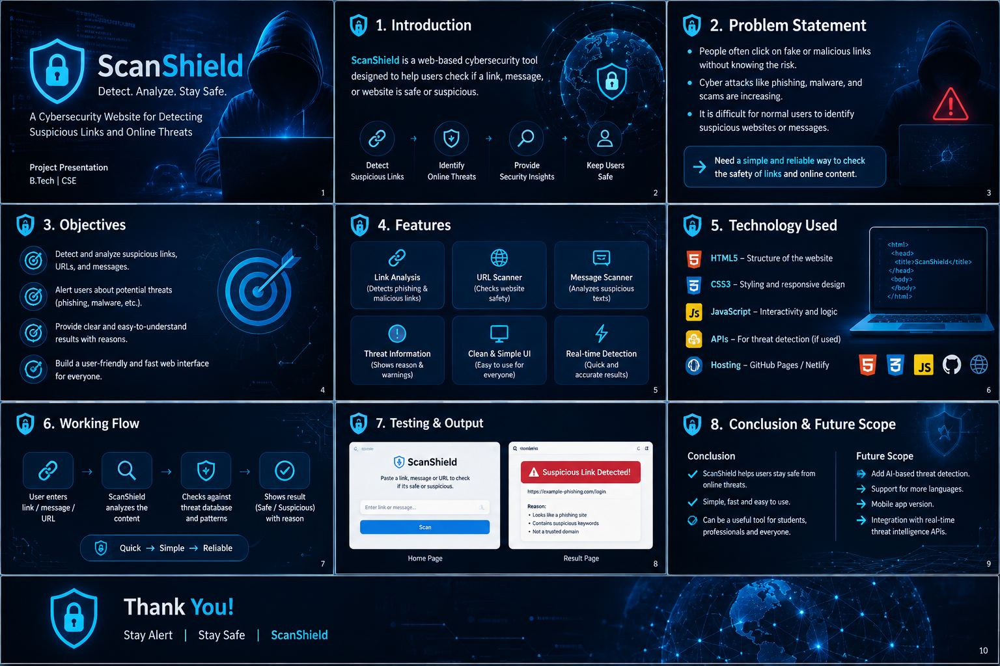 ScanShield
Detect. Analyze. Stay Safe.
A Cybersecurity Website for Detecting
Suspicious Links and Online Threats
Project Presentation
B.Tech | CSE
1
1. Introduction
ScanShield is a web-based cybersecurity tool
designed to help users check if a link, message,
or website is safe or suspicious.
Detect
Suspicious Links
Identify
Online Threats
Provide
Security Insights
Keep Users
Safe
2
2. Problem Statement
• People often click on fake or malicious links
without knowing the risk.
• Cyber attacks like phishing, malware, and
scams are increasing.
• It is difficult for normal users to identify
suspicious websites or messages.
→ Need a simple and reliable way to check
the safety of links and online content.
3
3. Objectives
Detect and analyze suspicious links,
URLs, and messages.
Alert users about potential threats
(phishing, malware, etc.).
Provide clear and easy-to-understand
results with reasons.
Build a user-friendly and fast web interface
for everyone.
4
4. Features
Link Analysis
(Detects phishing &
malicious links)
URL Scanner
(Checks website
safety)
Message Scanner
(Analyzes suspicious
texts)
Threat Information
(Shows reason &
warnings)
Clean & Simple UI
(Easy to use for
everyone)
Real-time Detection
(Quick and
accurate results)
5
5. Technology Used
5 HTML5 – Structure of the website
3 CSS3 – Styling and responsive design
JS JavaScript – Interactivity and logic
APIs – For threat detection (if used)
Hosting – GitHub Pages / Netlify
<html>
<head>
<title>ScanShield</title>
</head>
<body>
</body>
</html>
5 3 JS
6
6. Working Flow
User enters
link / message /
URL
ScanShield
analyzes the
content
Checks against
threat database
and patterns
Shows result
(Safe / Suspicious)
with reason
Quick → Simple → Reliable
7
7. Testing & Output
ScanShield
Paste a link, message or URL to check
if it's safe or suspicious.
Enter link or message...
Scan
Home Page
Suspicious Link Detected!
https://example-phishing.com/login
Reason:
• Looks like a phishing site
• Contains suspicious keywords
• Not a trusted domain
Result Page
8
8. Conclusion & Future Scope
Conclusion
ScanShield helps users stay safe from
online threats.
Simple, fast and easy to use.
Can be a useful tool for students,
professionals and everyone.
Future Scope
Add AI-based threat detection.
Support for more languages.
Mobile app version.
Integration with real-time
threat intelligence APIs.
9
Thank You!
Stay Alert | Stay Safe | ScanShield
10